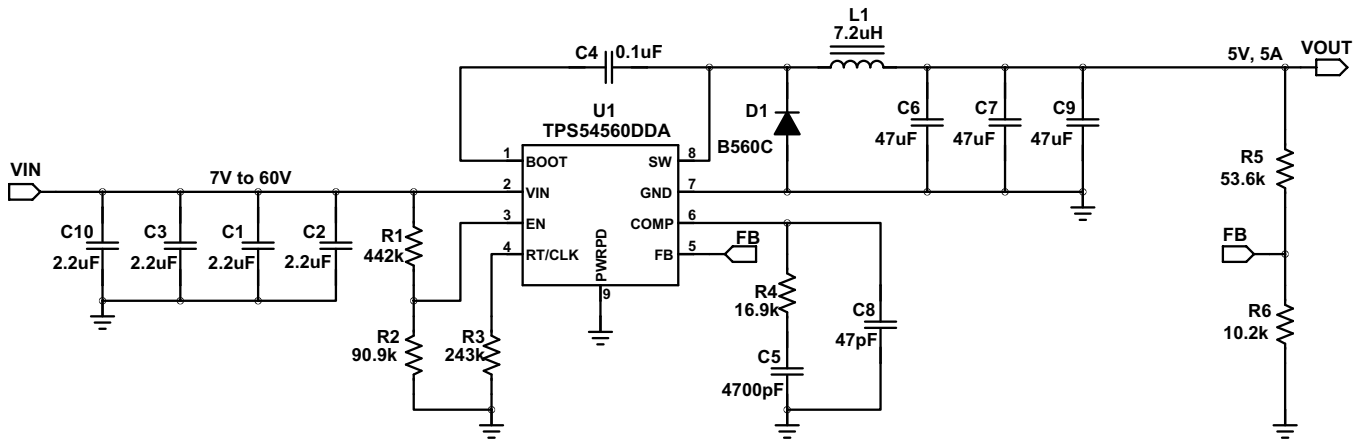 L1
7.2uH
C4 0.1uF
5V, 5A
VOUT
U1
TPS54560DDA
D1
B560C
C6
47uF
C7
47uF
C9
47uF
1 BOOT
SW 8
VIN
7V to 60V
2 VIN
GND 7
3 EN
COMP 6
4 RT/CLK
FB 5
FB
PWRPD
9
C10
2.2uF
C3
2.2uF
C1
2.2uF
C2
2.2uF
R1
442k
R2
90.9k
R3
243k
R4
16.9k
C5
4700pF
C8
47pF
R5
53.6k
FB
R6
10.2k